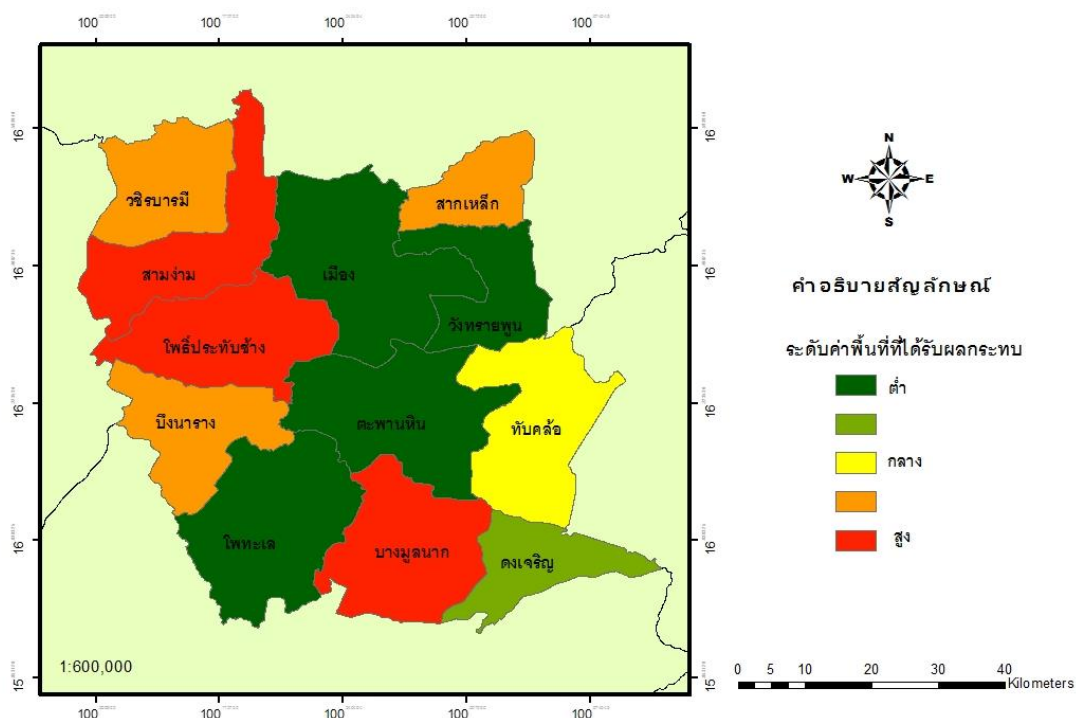 100 100 100 100 100
N
W E
S
16 16
วชิรบารมี
สากเหล็ก
สามง่าม
เมือง
16 16
วังทรายพูน
โพธิ์ประทับช้าง
คำอธิบายสัญลักษณ์
ระดับค่าพื้นที่ที่ได้รับผลกระทบ
ต่ำ
16 16
บึงนาราง
ตะพานหิน
ทับคล้อ
กลาง
16 16
โพทะเล
บางมูลนาก
ดงเจริญ
สูง
1:600,000
15 15
0 5 10 20 30 40
Kilometers
100 100 100 100 100